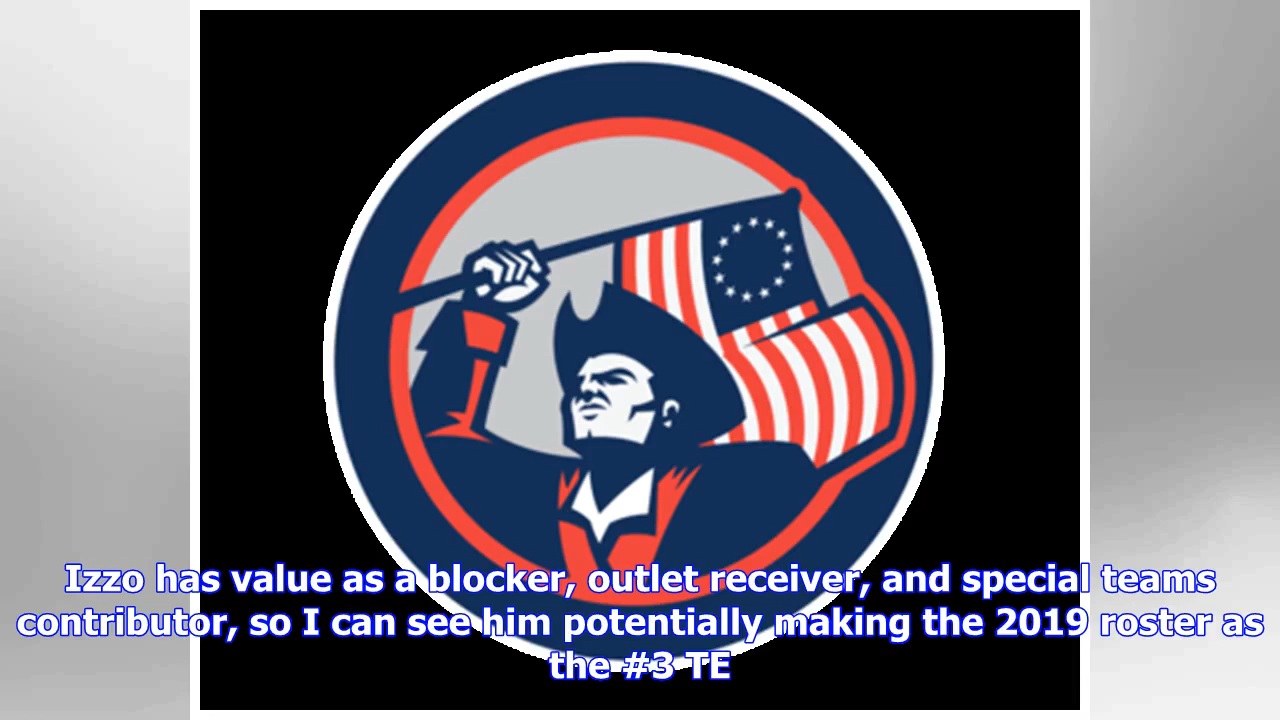 Izzo has value as a blocker, outlet receiver, and special teams
contributor, so I can see him potentially making the 2019 roster as
the #3 TE